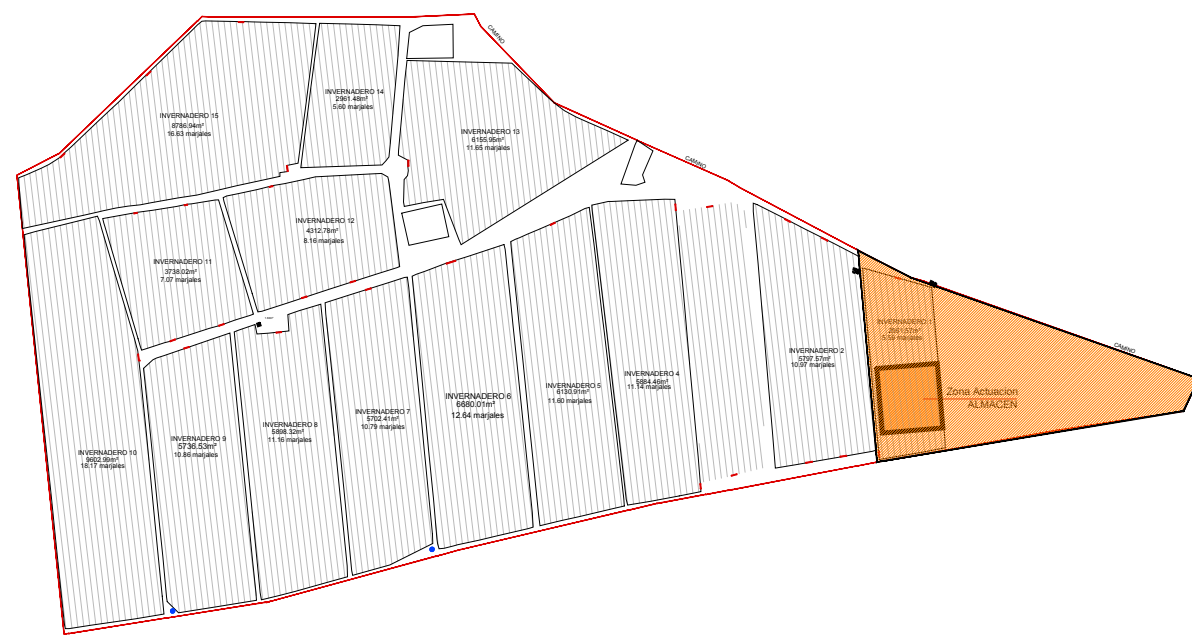 CAMINO
INVERNADERO 14
2961.48m²
5.60 marjales
INVERNADERO 15
8786.94m²
16.63 marjales
INVERNADERO 13
6155.95m²
11.65 marjales
CAMINO
INVERNADERO 12
4312.78m²
8.16 marjales
INVERNADERO 11
3738.02m²
7.07 marjales
INVERNADERO 1
5.59 marjales
INVERNADERO 2
5797.57m²
10.97 marjales
CAMINO
INVERNADERO 4
5884.46m²
11.14 marjales
INVERNADERO 5
6130.91m²
11.60 marjales
INVERNADERO 6
6680.01m²
12.64 marjales
Zona Actuacion
ALMACEN
INVERNADERO 7
5702.41m²
10.79 marjales
INVERNADERO 8
5898.32m²
11.16 marjales
INVERNADERO 9
5736.53m²
10.86 marjales
INVERNADERO 10
9602.99m²
18.17 marjales